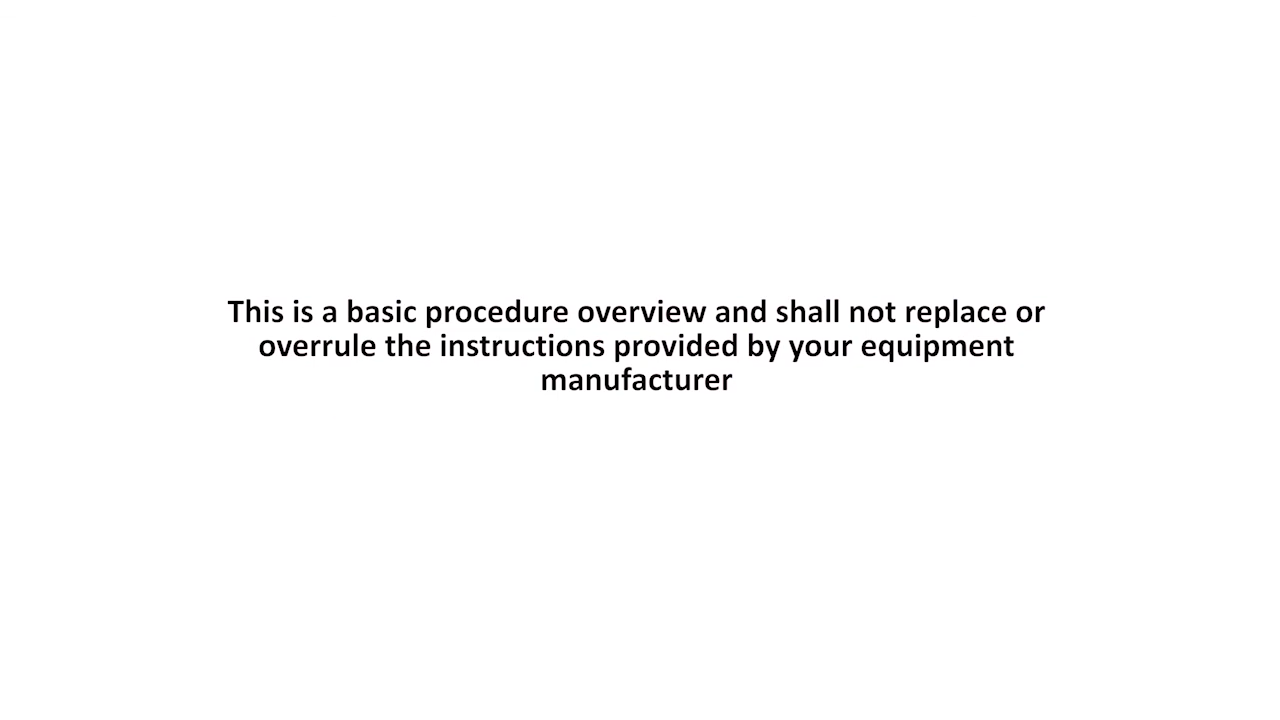 This is a basic procedure overview and shall not replace or
overrule the instructions provided by your equipment
manufacturer